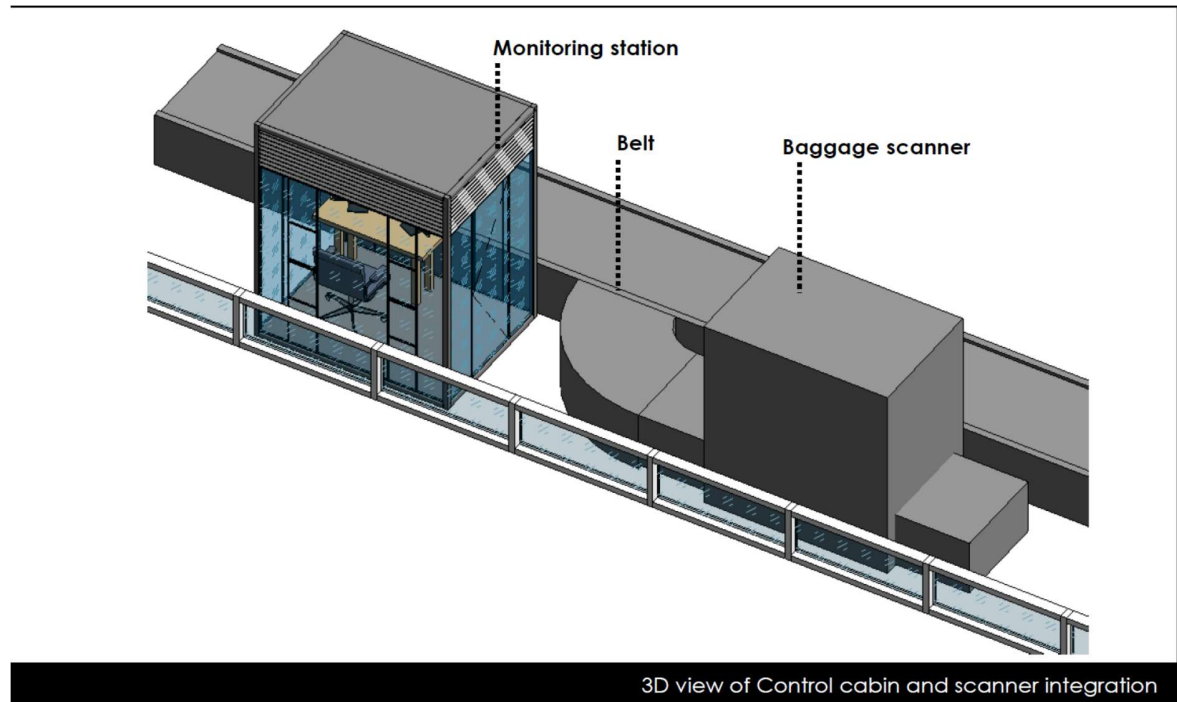 Monitoring station
Belt
Baggage scanner
3D view of Control cabin and scanner integration